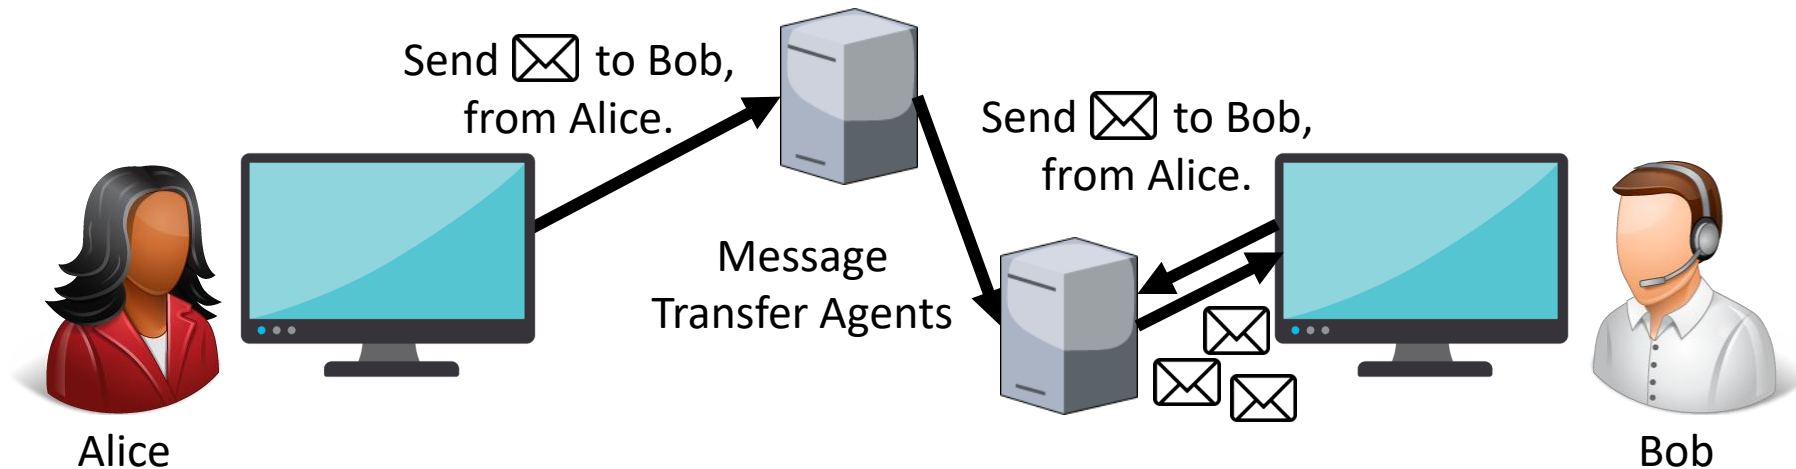 Send to Bob,
from Alice.
Send to Bob,
from Alice.
Message
Transfer Agents
Alice
Bob